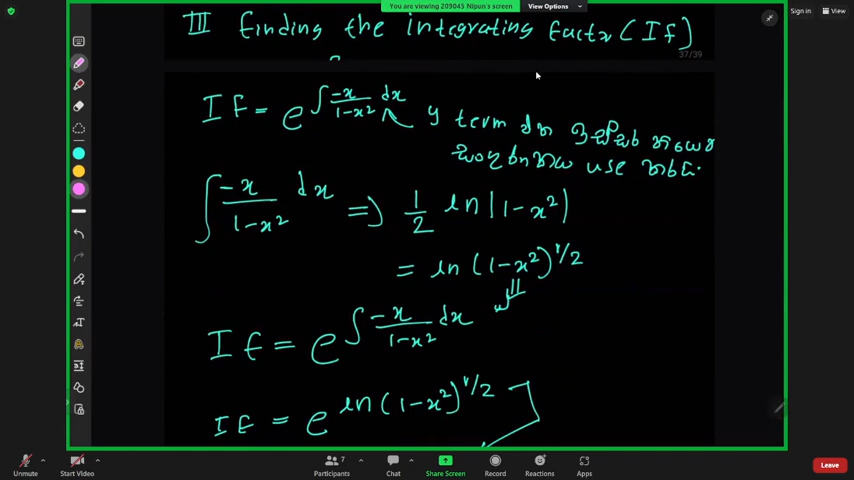 You are viewing 209045 Nipun's screen View Options
Sign in View
III finding the integrating factor (If)
37/39
IF = e^∫ -x/1-x² dx y term
use
∫ -x/1-x² dx => 1/2 ln|1-x²|
= ln (1-x²)^1/2
If = e^∫ -x/1-x² dx
IF = e^ln (1-x²)^1/2
Unmute Start Video Participants 7 Chat Share Screen Record Reactions Apps Leave